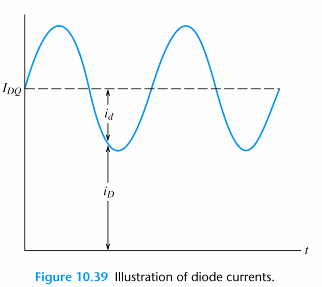 I_DQ
i_d
i_D
t
Figure 10.39 Illustration of diode currents.